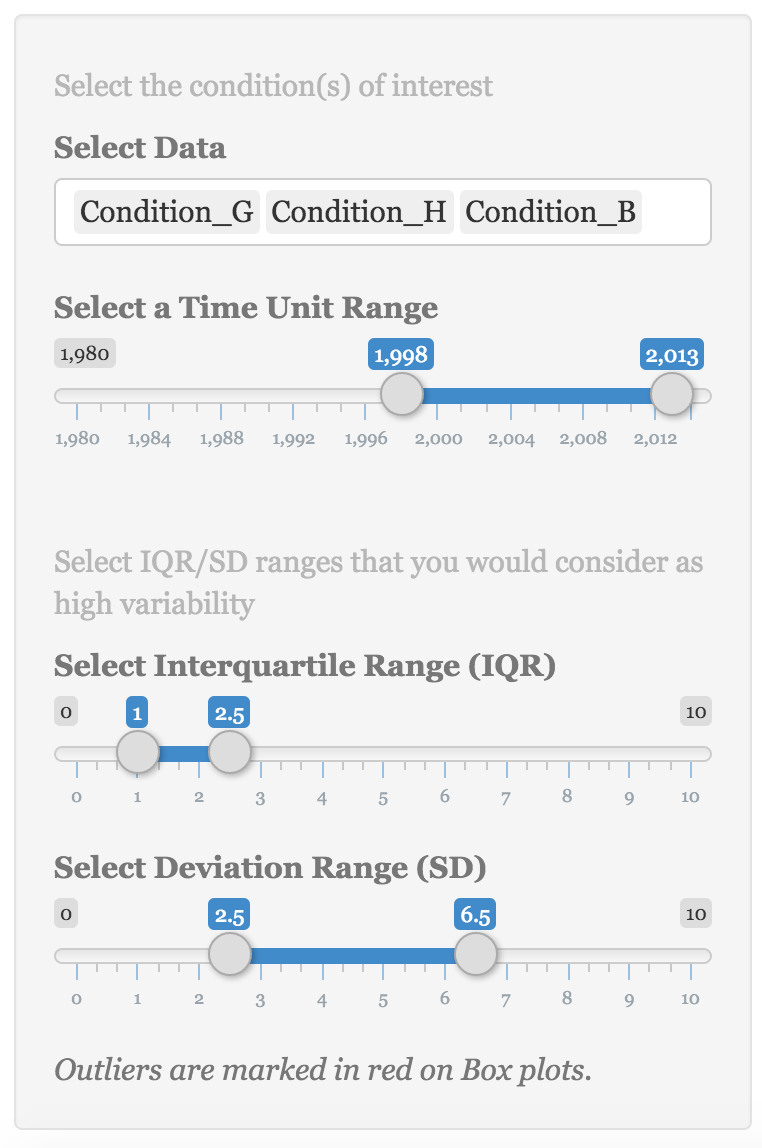 Select the condition(s) of interest
Select Data
Condition_G Condition_H Condition_B
Select a Time Unit Range
1,980 1,998 2,013
1,980 1,984 1,988 1,992 1,996 2,000 2,004 2,008 2,012
Select IQR/SD ranges that you would consider as
high variability
Select Interquartile Range (IQR)
0 1 2.5 10
0 1 2 3 4 5 6 7 8 9 10
Select Deviation Range (SD)
0 2.5 6.5 10
0 1 2 3 4 5 6 7 8 9 10
Outliers are marked in red on Box plots.